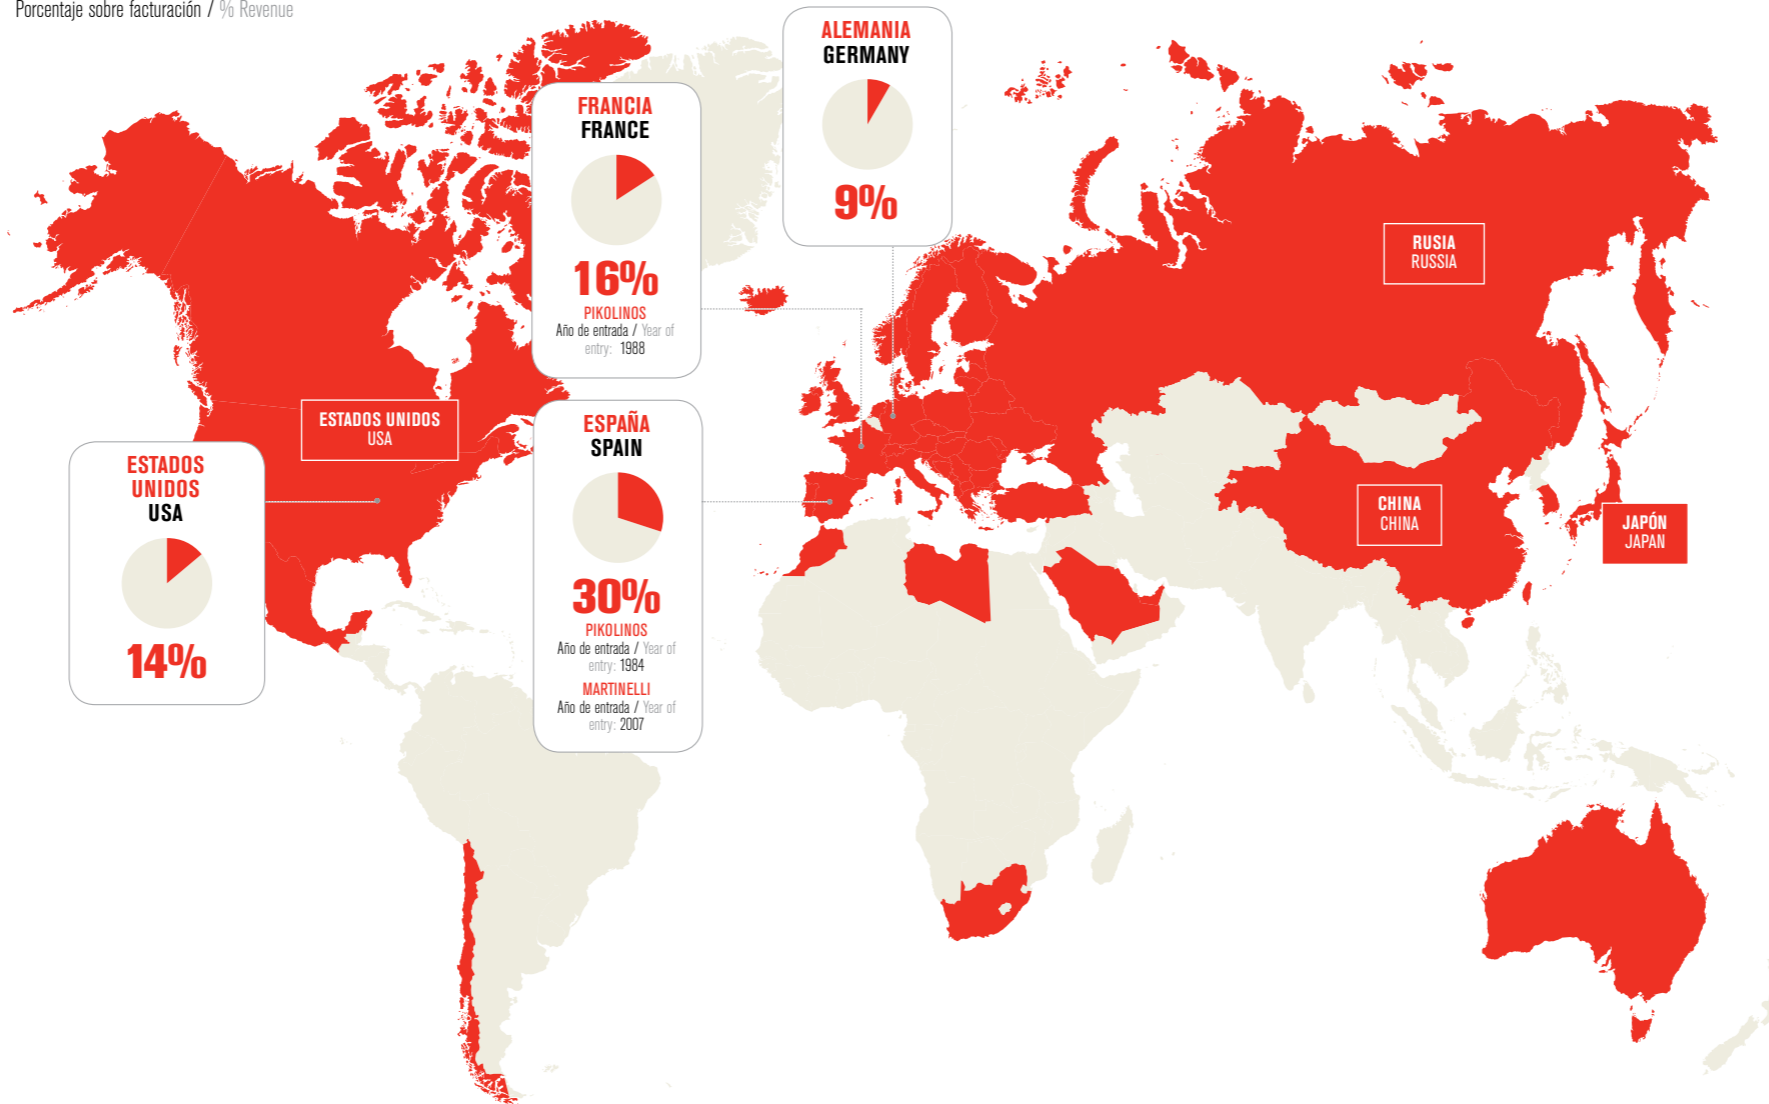 Porcentaje sobre facturación / % Revenue
ALEMANIA
GERMANY
9%
FRANCIA
FRANCE
16%
PIKOLINOS
Año de entrada / Year of
entry: 1988
RUSIA
RUSSIA
ESTADOS UNIDOS
USA
ESPAÑA
SPAIN
30%
PIKOLINOS
Año de entrada / Year of
entry: 1984
MARTINELLI
Año de entrada / Year of
entry: 2007
ESTADOS
UNIDOS
USA
14%
CHINA
CHINA
JAPÓN
JAPAN